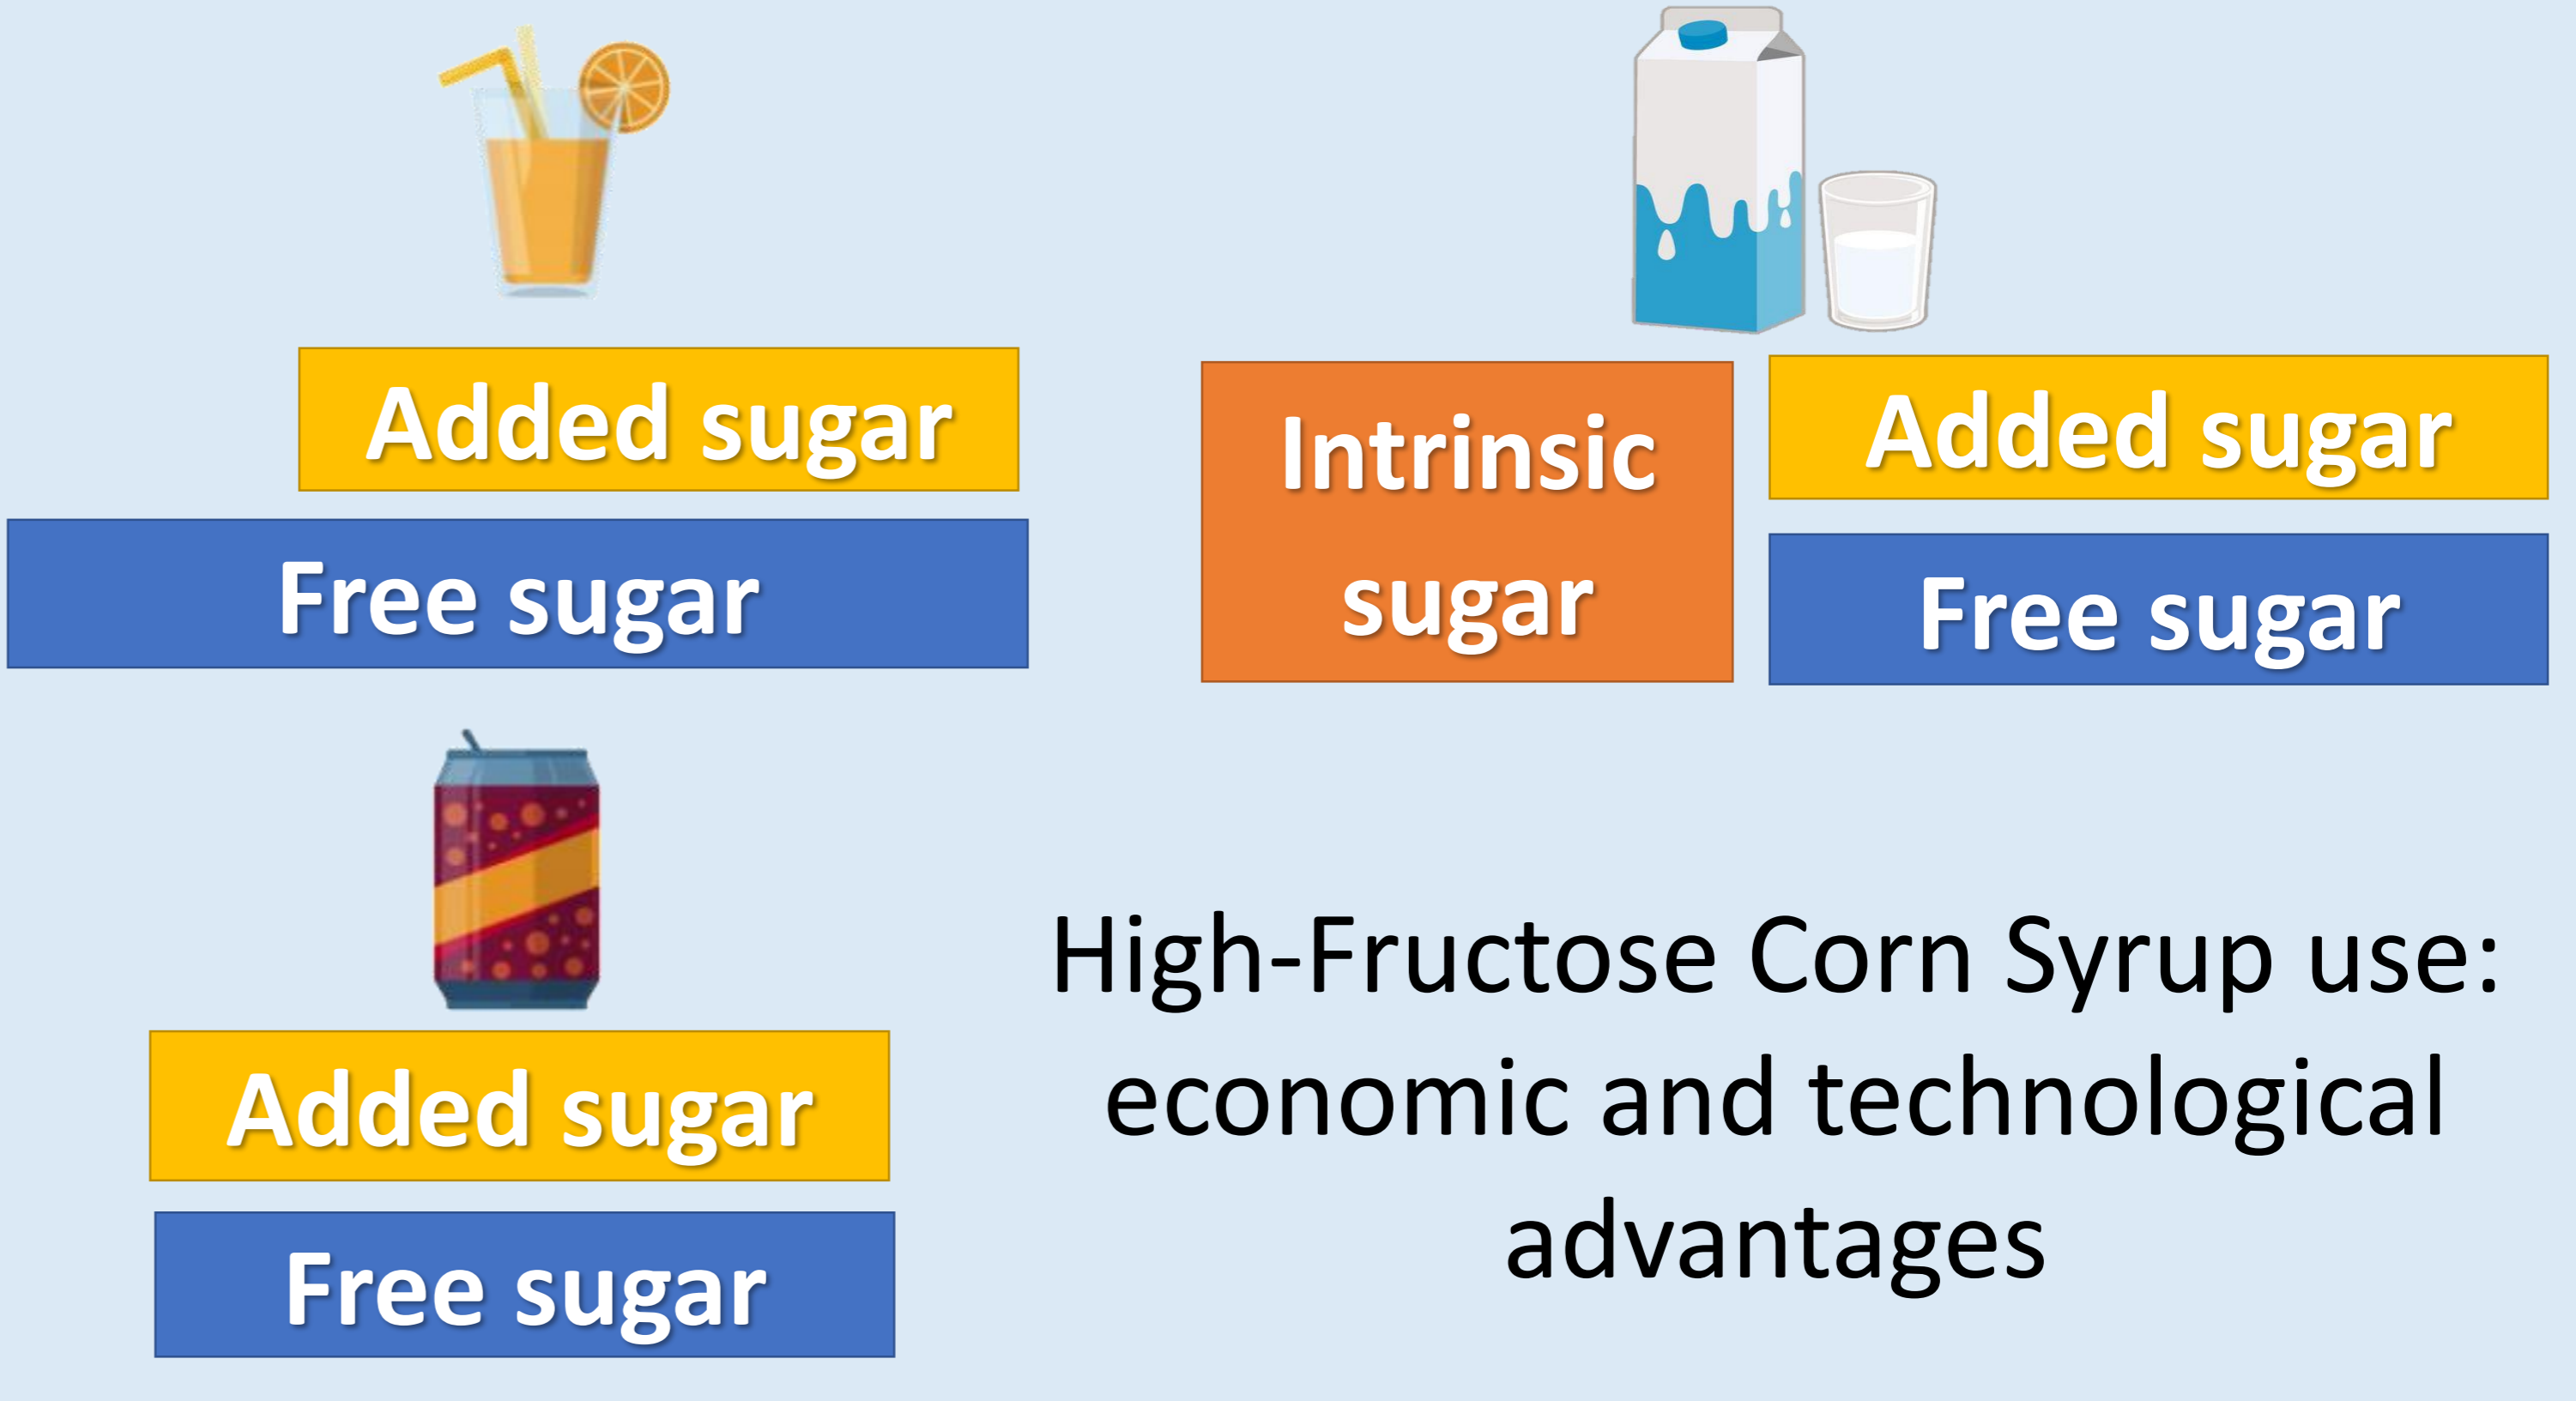 Added sugar
Free sugar
Intrinsic
sugar
Added sugar
Free sugar
Added sugar
Free sugar
High-Fructose Corn Syrup use:
economic and technological
advantages